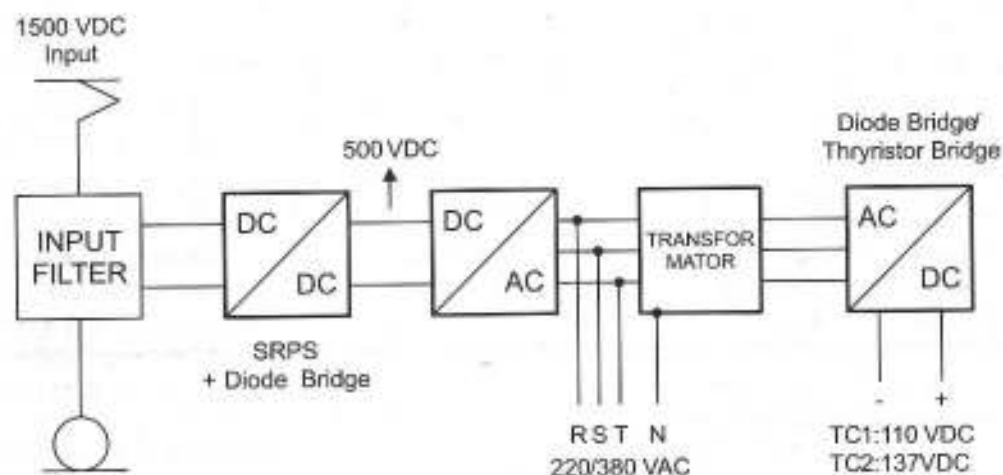 1500 VDC
Input
INPUT
FILTER
DC
DC
SRPS
+ Diode Bridge
500 VDC
DC
AC
TRANSFOR
MATOR
R S T N
220/380 VAC
Diode Bridge/
Thryristor Bridge
AC
DC
- +
TC1:110 VDC
TC2:137VDC